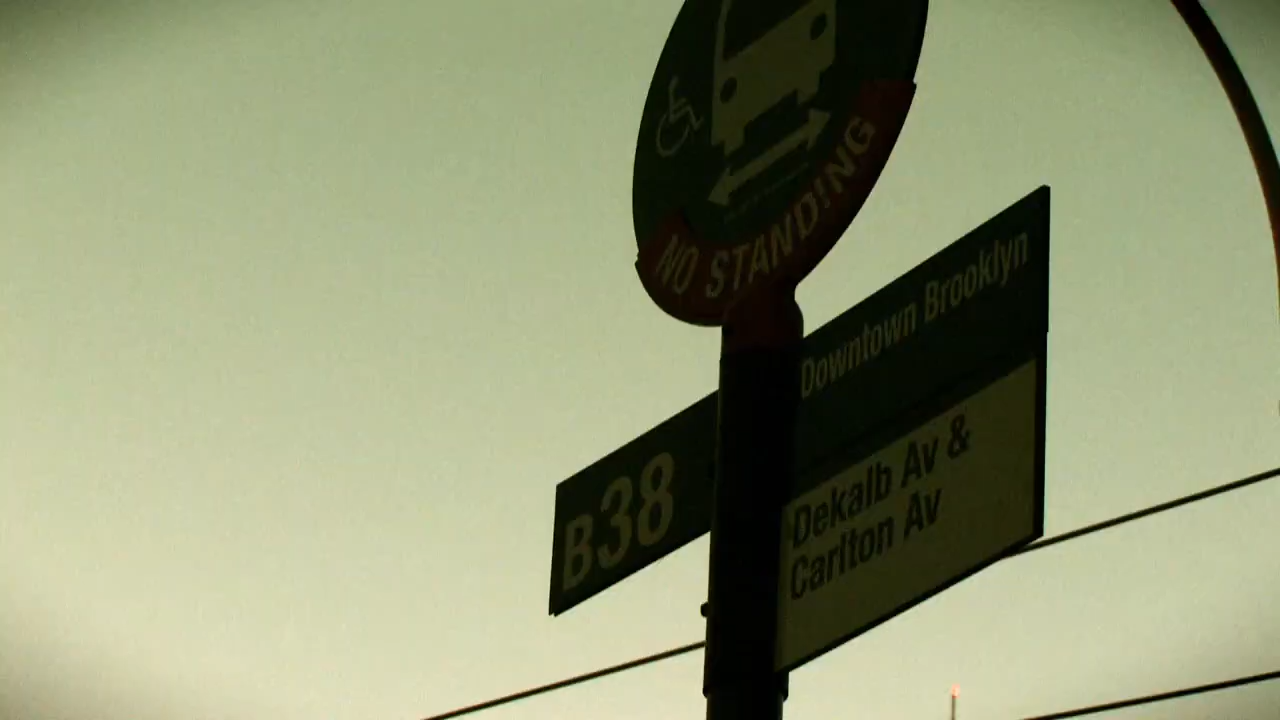 NO STANDING
Downtown Brooklyn
B38
Dekalb Av &
Carlton Av